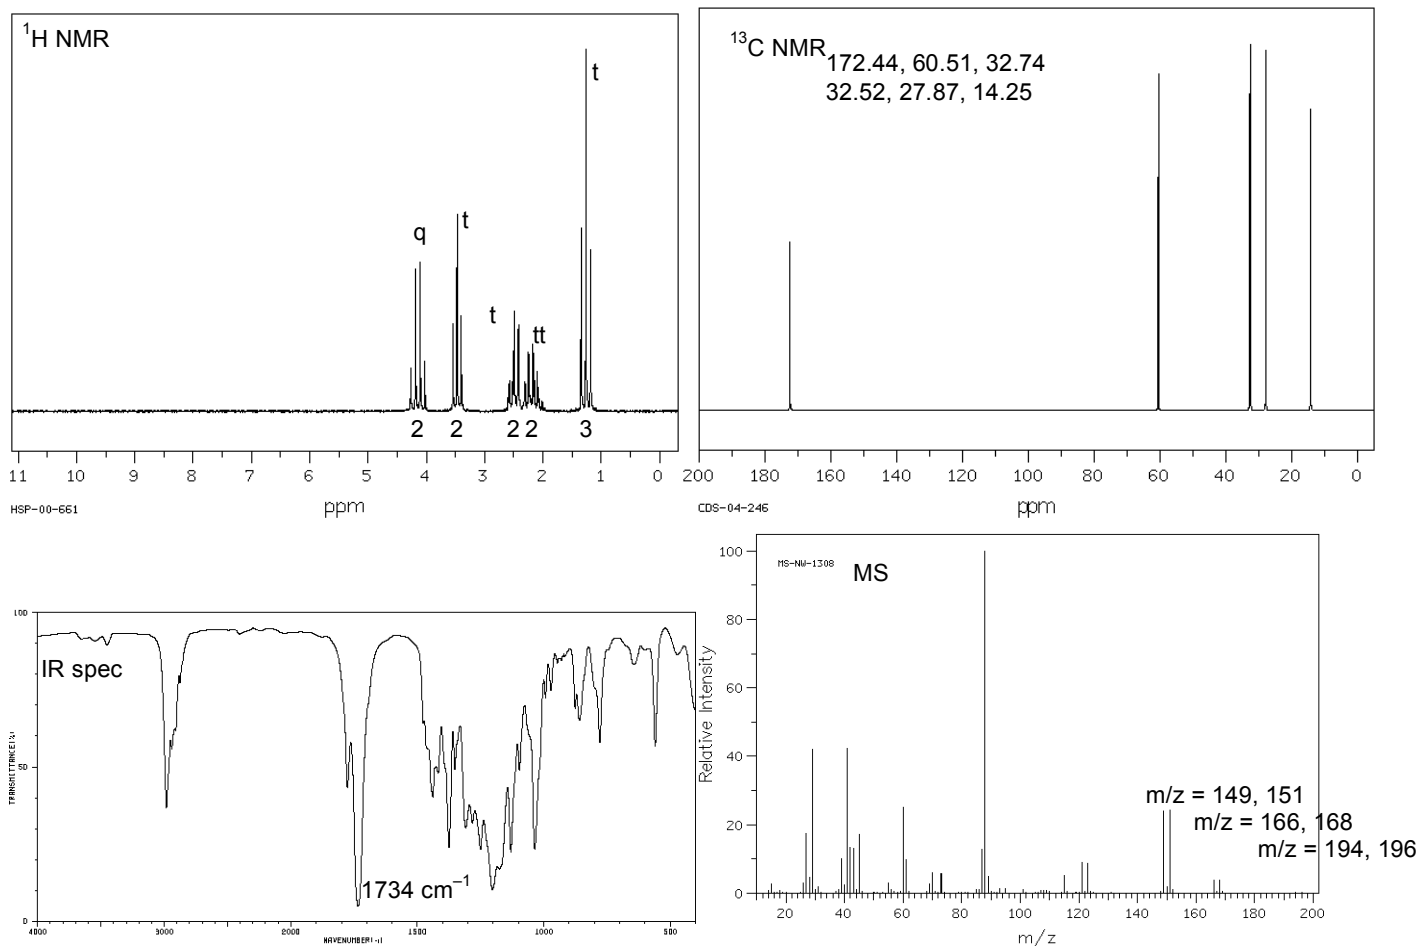 ¹H NMR
t
q
t
t
tt
2 2 2 2 3
11 10 9 8 7 6 5 4 3 2 1 0
ppm
HSP-00-661
¹³C NMR
172.44, 60.51, 32.74
32.52, 27.87, 14.25
200 180 160 140 120 100 80 60 40 20 0
ppm
CDS-04-246
100
50
0
TRANSMITTANCE(%)
IR spec
1734 cm⁻¹
4000 3000 2000 1500 1000 500
MS-NW-1308
MS
100
80
60
40
20
0
Relative Intensity
m/z = 149, 151
m/z = 166, 168
m/z = 194, 196
20 40 60 80 100 120 140 160 180 200
m/z